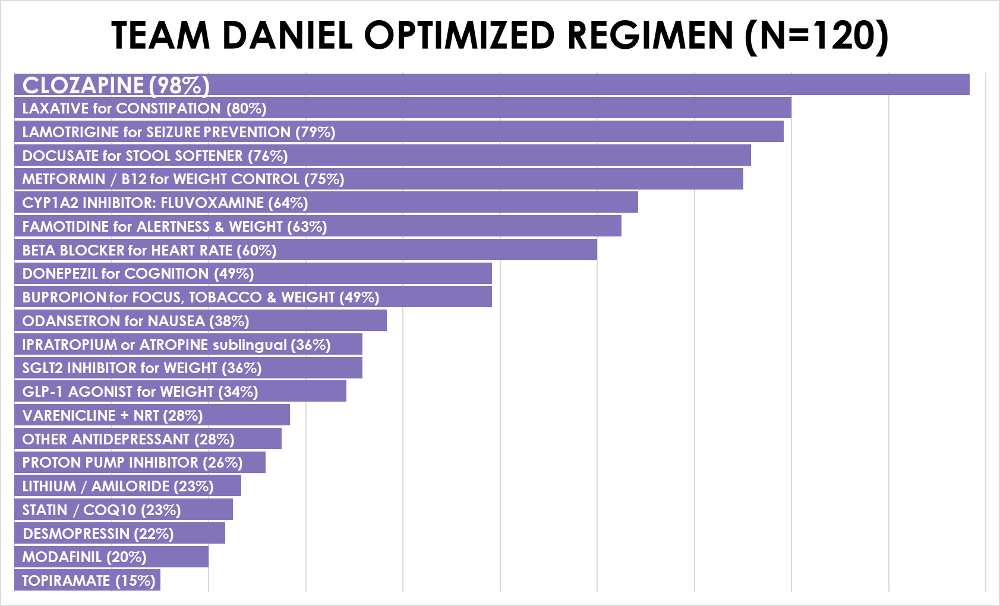 TEAM DANIEL OPTIMIZED REGIMEN (N=120)
CLOZAPINE (98%)
LAXATIVE for CONSTIPATION (80%)
LAMOTRIGINE for SEIZURE PREVENTION (79%)
DOCUSATE for STOOL SOFTENER (76%)
METFORMIN / B12 for WEIGHT CONTROL (75%)
CYP1A2 INHIBITOR: FLUVOXAMINE (64%)
FAMOTIDINE for ALERTNESS & WEIGHT (63%)
BETA BLOCKER for HEART RATE (60%)
DONEPEZIL for COGNITION (49%)
BUPROPION for FOCUS, TOBACCO & WEIGHT (49%)
ODANSETRON for NAUSEA (38%)
IPRATROPIUM or ATROPINE sublingual (36%)
SGLT2 INHIBITOR for WEIGHT (36%)
GLP-1 AGONIST for WEIGHT (34%)
VARENICLINE + NRT (28%)
OTHER ANTIDEPRESSANT (28%)
PROTON PUMP INHIBITOR (26%)
LITHIUM / AMILORIDE (23%)
STATIN / COQ10 (23%)
DESMOPRESSIN (22%)
MODAFINIL (20%)
TOPIRAMATE (15%)